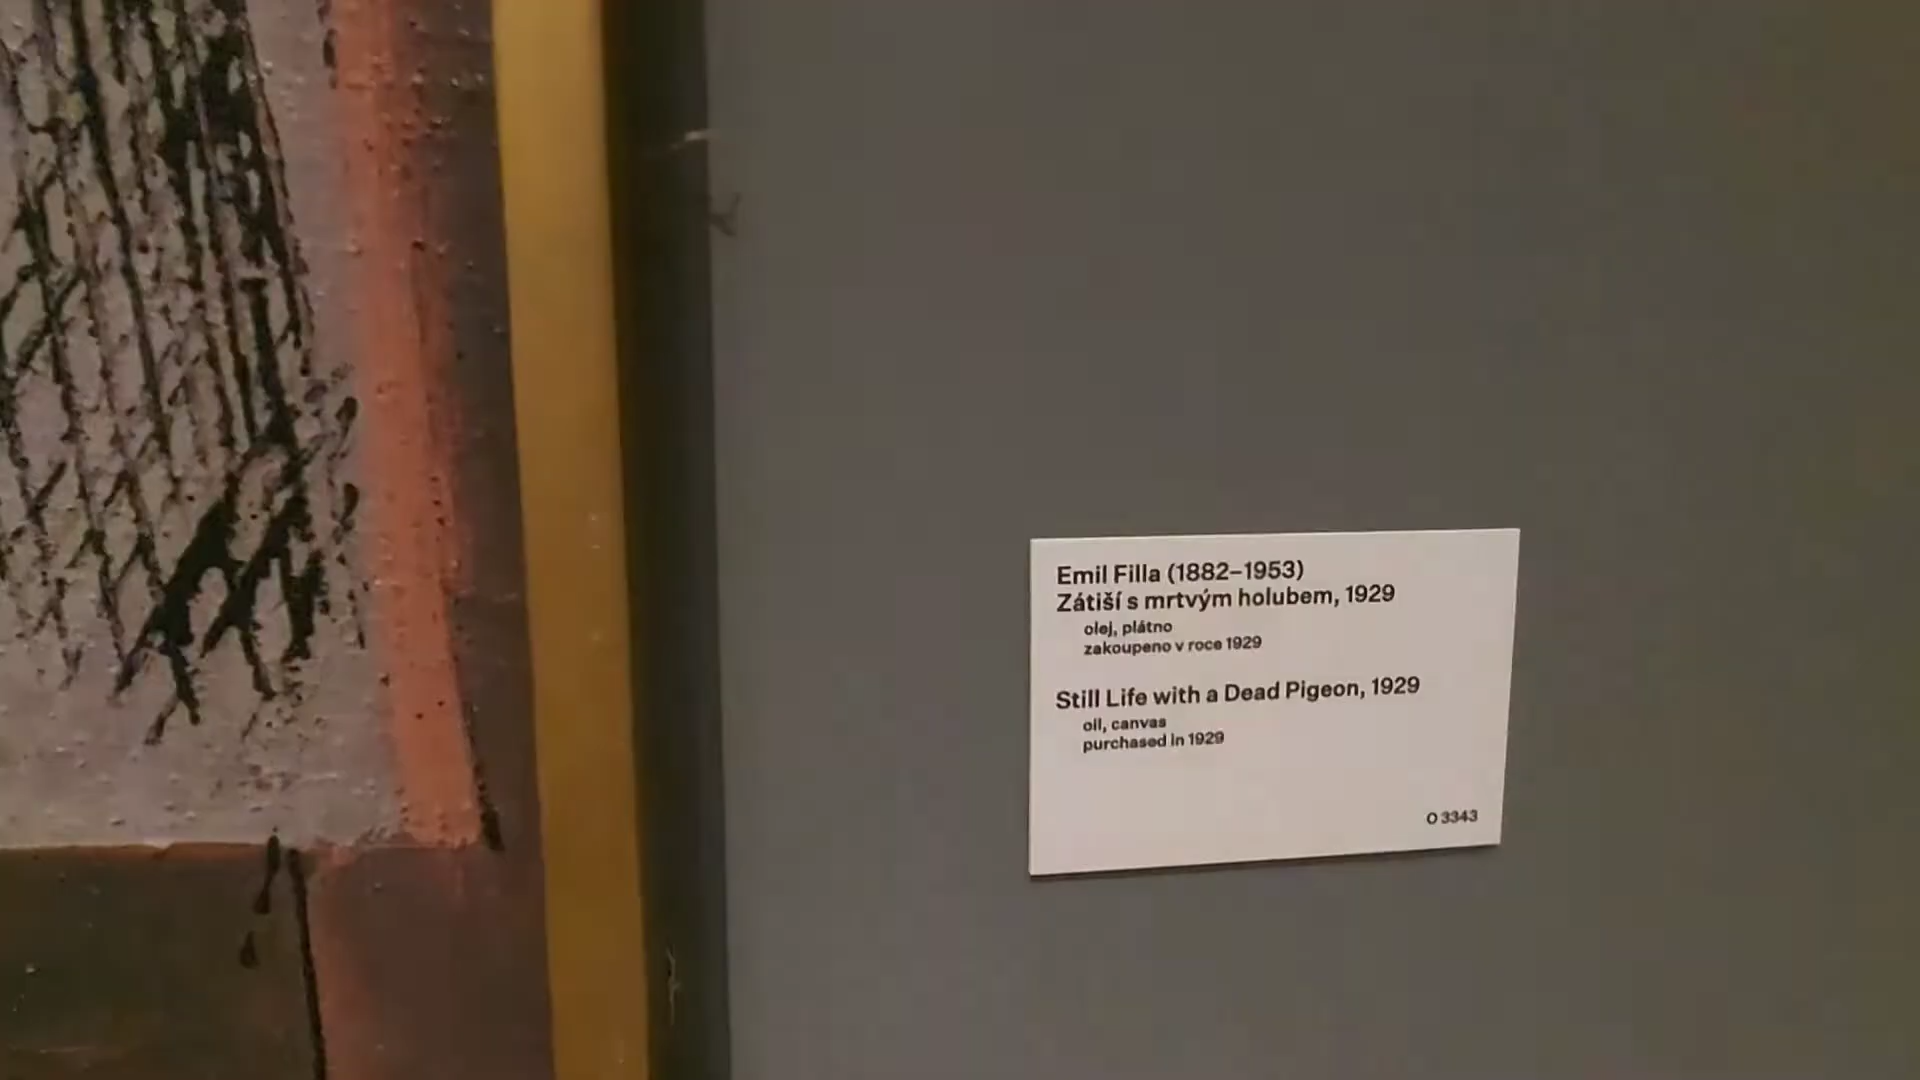 Emil Filla (1882–1953)
Zátiší s mrtvým holubem, 1929
olej, plátno
zakoupeno v roce 1929
Still Life with a Dead Pigeon, 1929
oil, canvas
purchased in 1929
O 3343